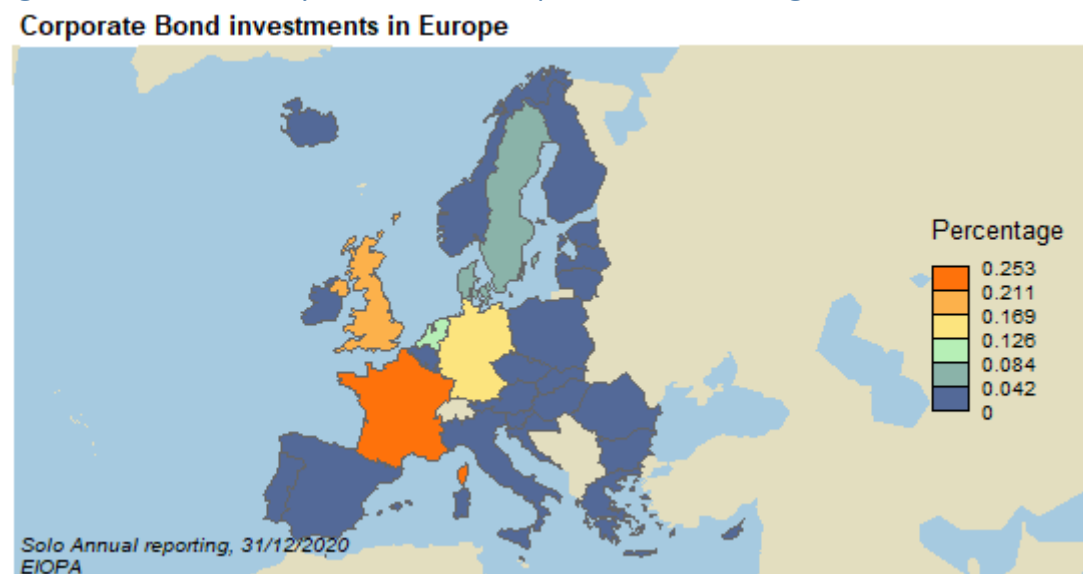 Corporate Bond investments in Europe
Percentage
0.253
0.211
0.169
0.126
0.084
0.042
0
Solo Annual reporting, 31/12/2020
EIOPA